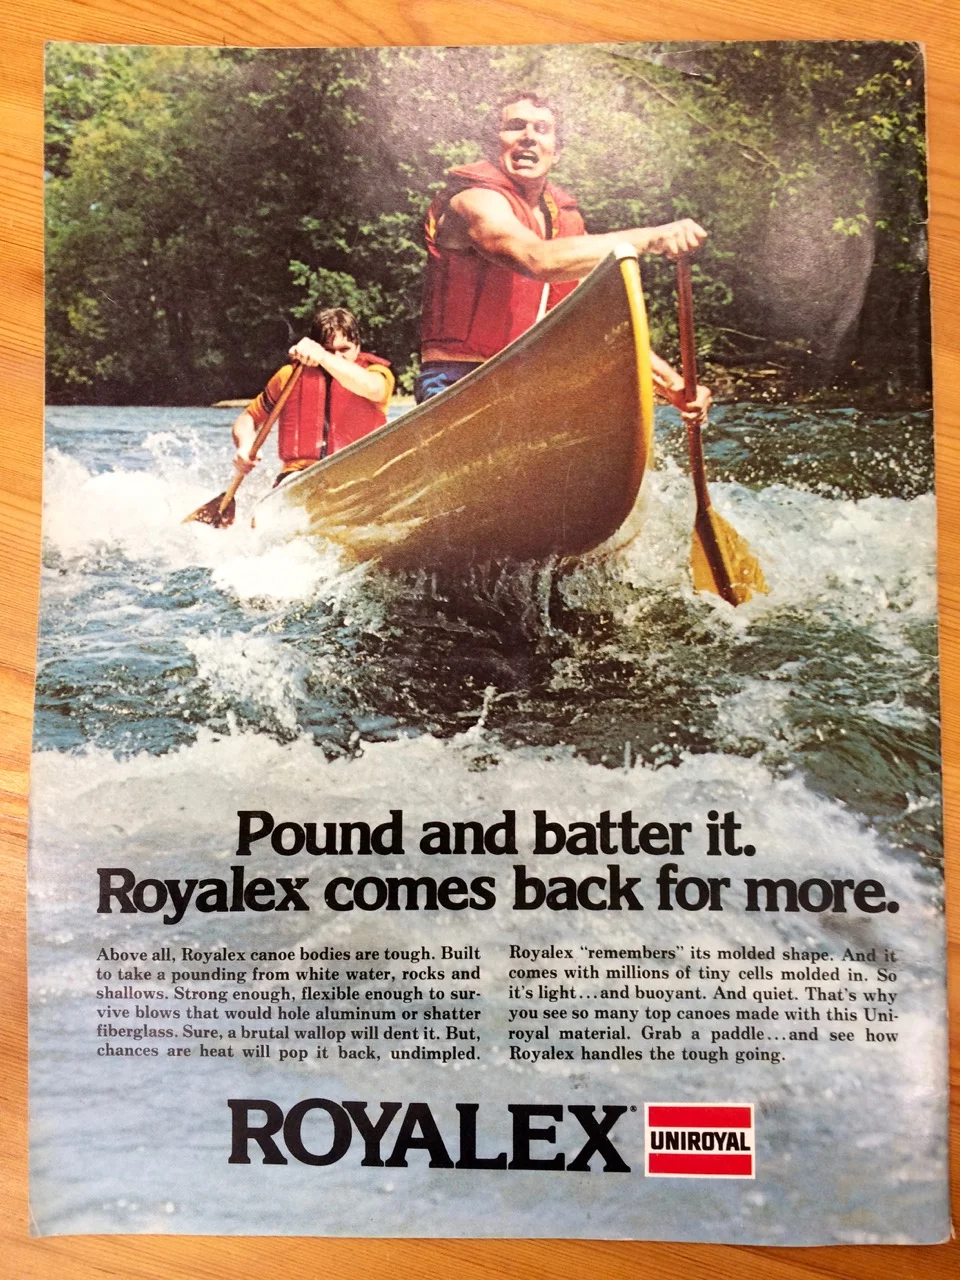 Pound and batter it.
Royalex comes back for more.
Above all, Royalex canoe bodies are tough. Built
to take a pounding from white water, rocks and
shallows. Strong enough, flexible enough to sur-
vive blows that would hole aluminum or shatter
fiberglass. Sure, a brutal wallop will dent it. But,
chances are heat will pop it back, undimpled.
Royalex “remembers” its molded shape. And it
comes with millions of tiny cells molded in. So
it's light...and buoyant. And quiet. That's why
you see so many top canoes made with this Uni-
royal material. Grab a paddle...and see how
Royalex handles the tough going.
ROYALEX®
UNIROYAL